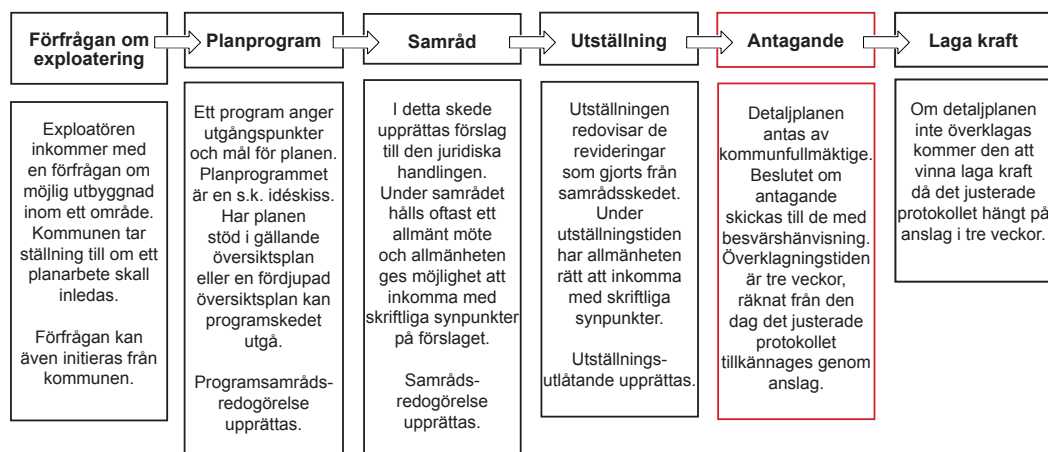 Förfrågan om
exploatering
Planprogram
Samråd
Utställning
Antagande
Laga kraft
Exploatören
inkommer med
en förfrågan om
möjlig utbyggnad
inom ett område.
Kommunen tar
ställning till om ett
planarbete skall
inledas.
Förfrågan kan
även initieras från
kommunen.
Ett program anger
utgångspunkter
och mål för planen.
Planprogrammet
är en s.k. idéskiss.
Har planen
stöd i gällande
översiktsplan
eller en fördjupad
översiktsplan kan
programskedet
utgå.
Programsamråds-
redogörelse
upprättas.
I detta skede
upprättas förslag
till den juridiska
handlingen.
Under samrådet
hålls oftast ett
allmänt möte
och allmänheten
ges möjlighet att
inkomma med
skriftliga synpunkter
på förslaget.
Samråds-
redogörelse
upprättas.
Utställningen
redovisar de
revideringar
som gjorts från
samrådsskedet.
Under
utställningstiden
har allmänheten
rätt att inkomma
med skriftliga
synpunkter.
Utställnings-
utlåtande upprättas.
Detaljplanen
antas av
kommunfullmäktige.
Beslutet om
antagande
skickas till de med
besvärshänvisning.
Överklagningstiden
är tre veckor,
räknat från den
dag det justerade
protokollet
tillkännages genom
anslag.
Om detaljplanen
inte överklagas
kommer den att
vinna laga kraft
då det justerade
protokollet hängt på
anslag i tre veckor.